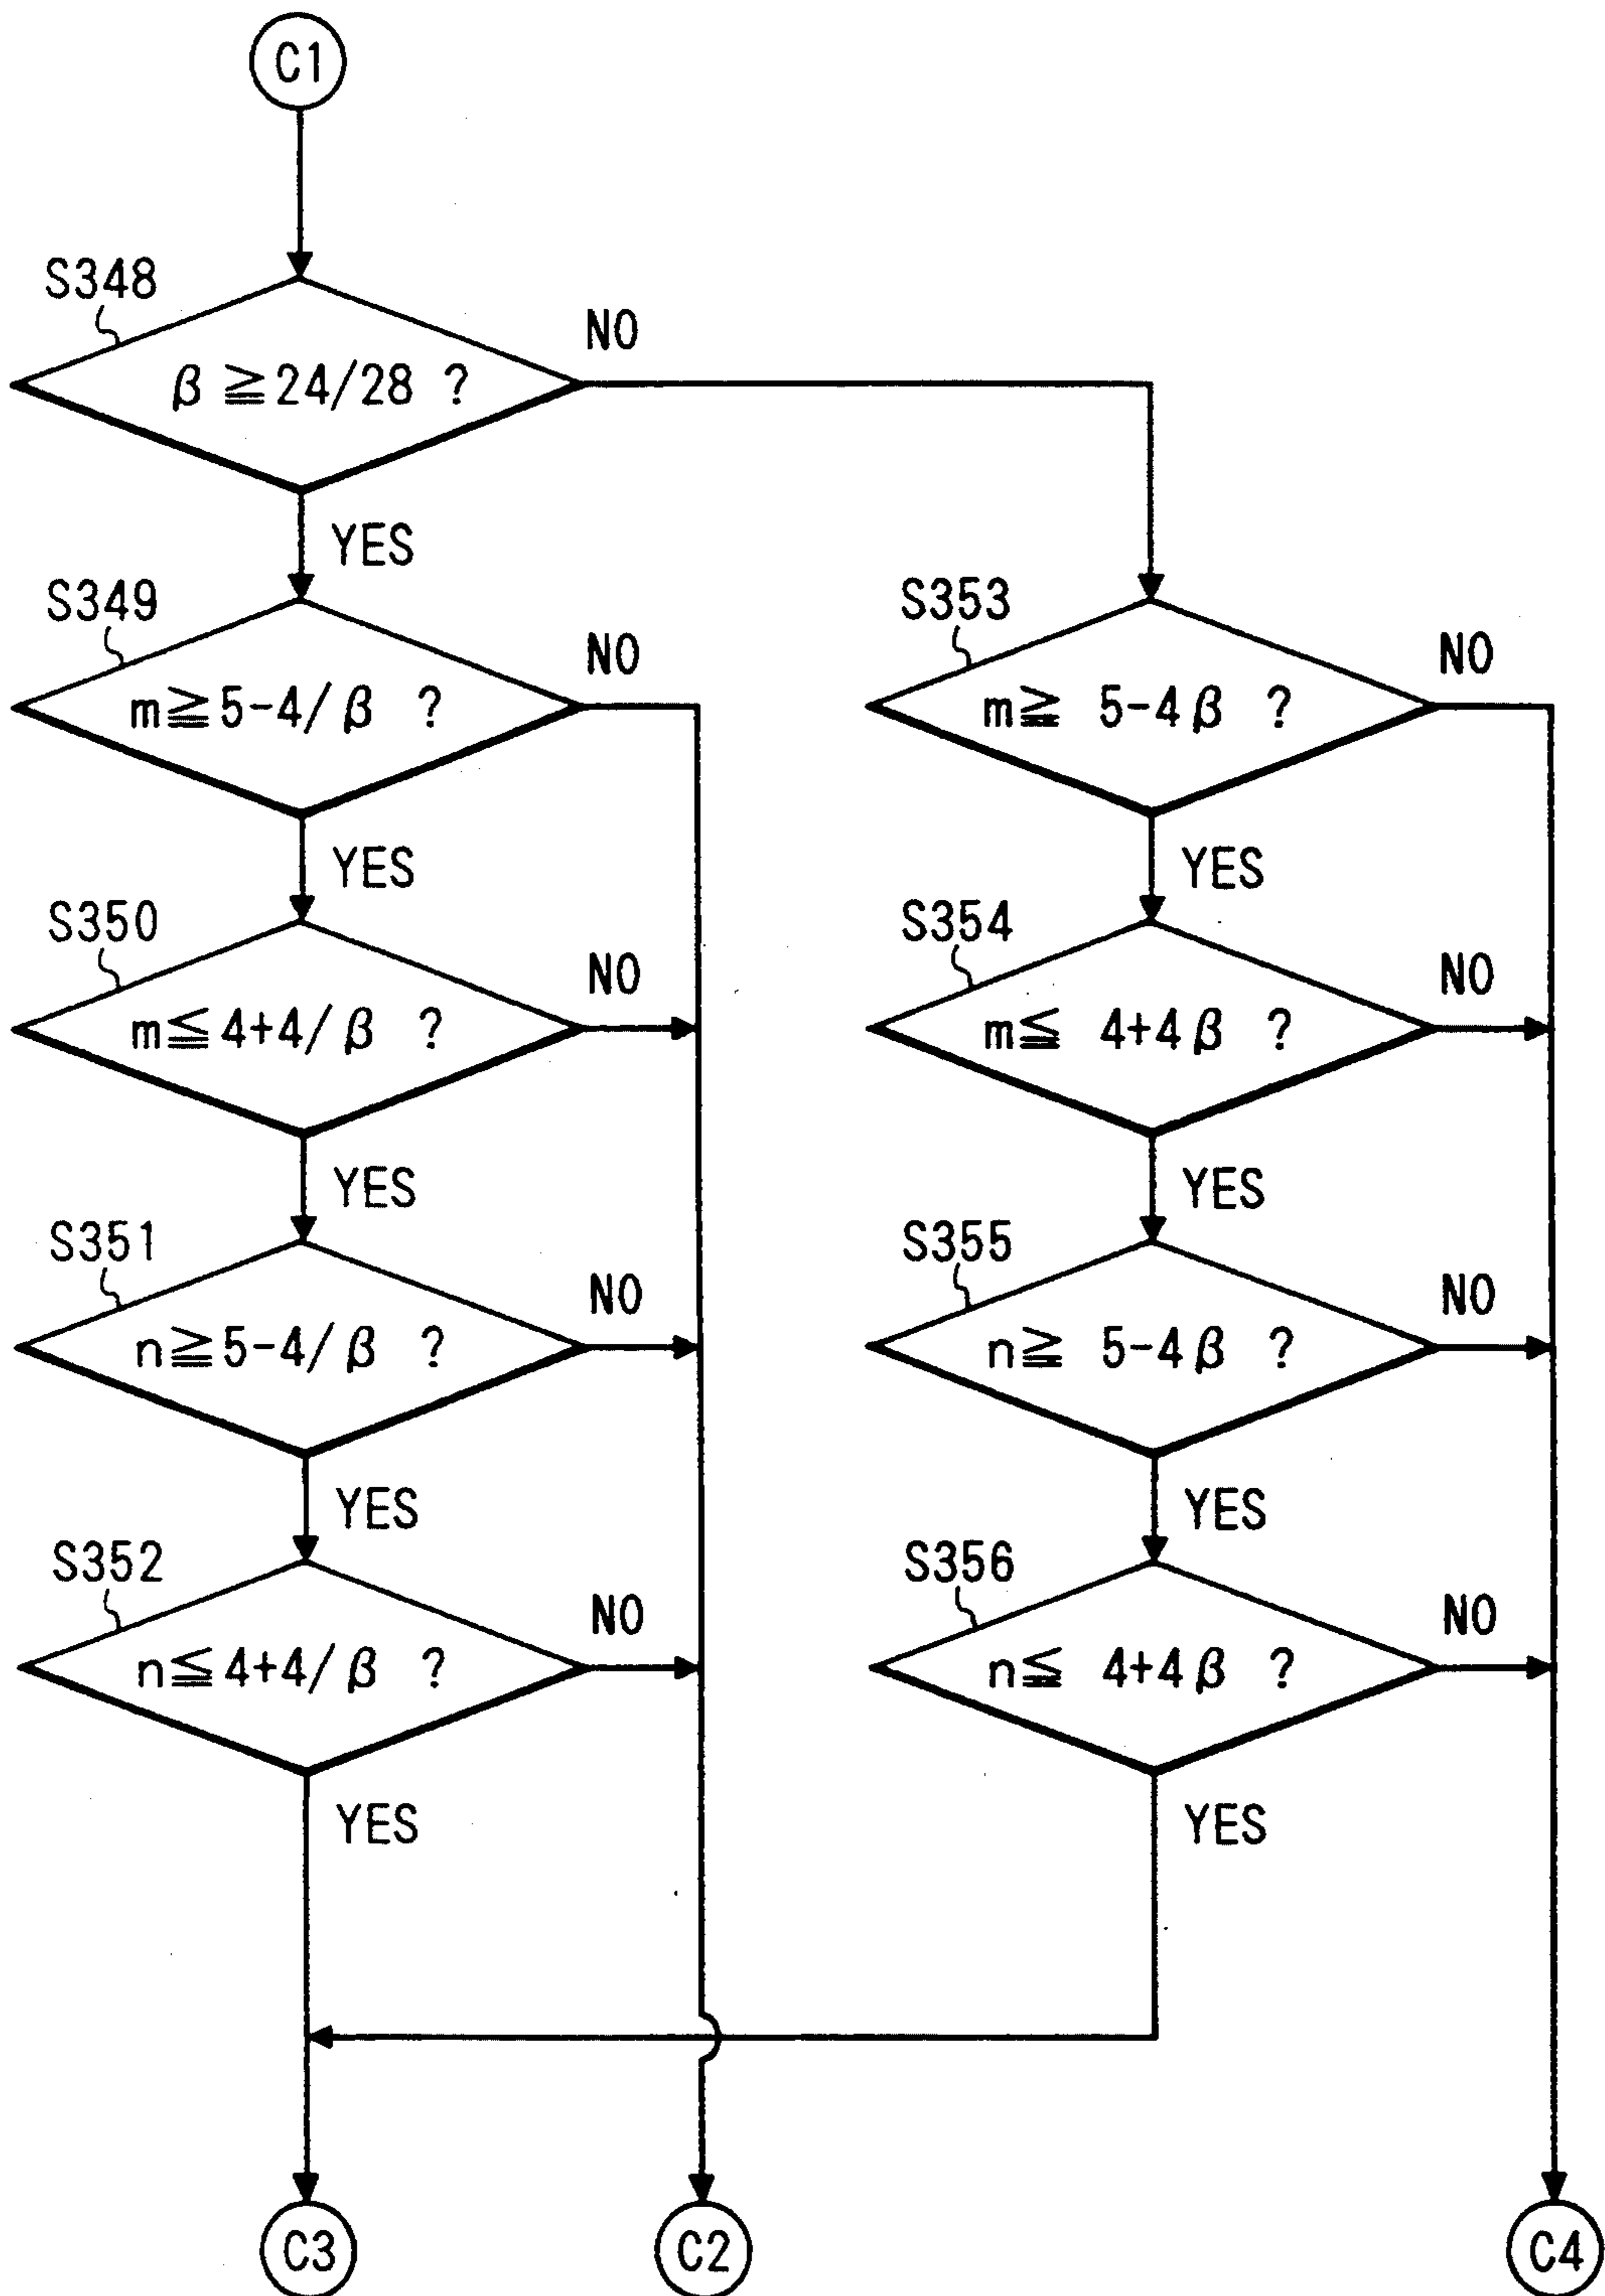 C1
S348
NO
β ≧ 24/28 ?
YES
S349
NO
m ≧ 5-4/β ?
YES
S350
NO
m ≦ 4+4/β ?
YES
S351
NO
n ≧ 5-4/β ?
YES
S352
NO
n ≦ 4+4/β ?
YES
S353
NO
m ≧ 5-4β ?
YES
S354
NO
m ≦ 4+4β ?
YES
S355
NO
n ≧ 5-4β ?
YES
S356
NO
n ≦ 4+4β ?
YES
C3
C2
C4